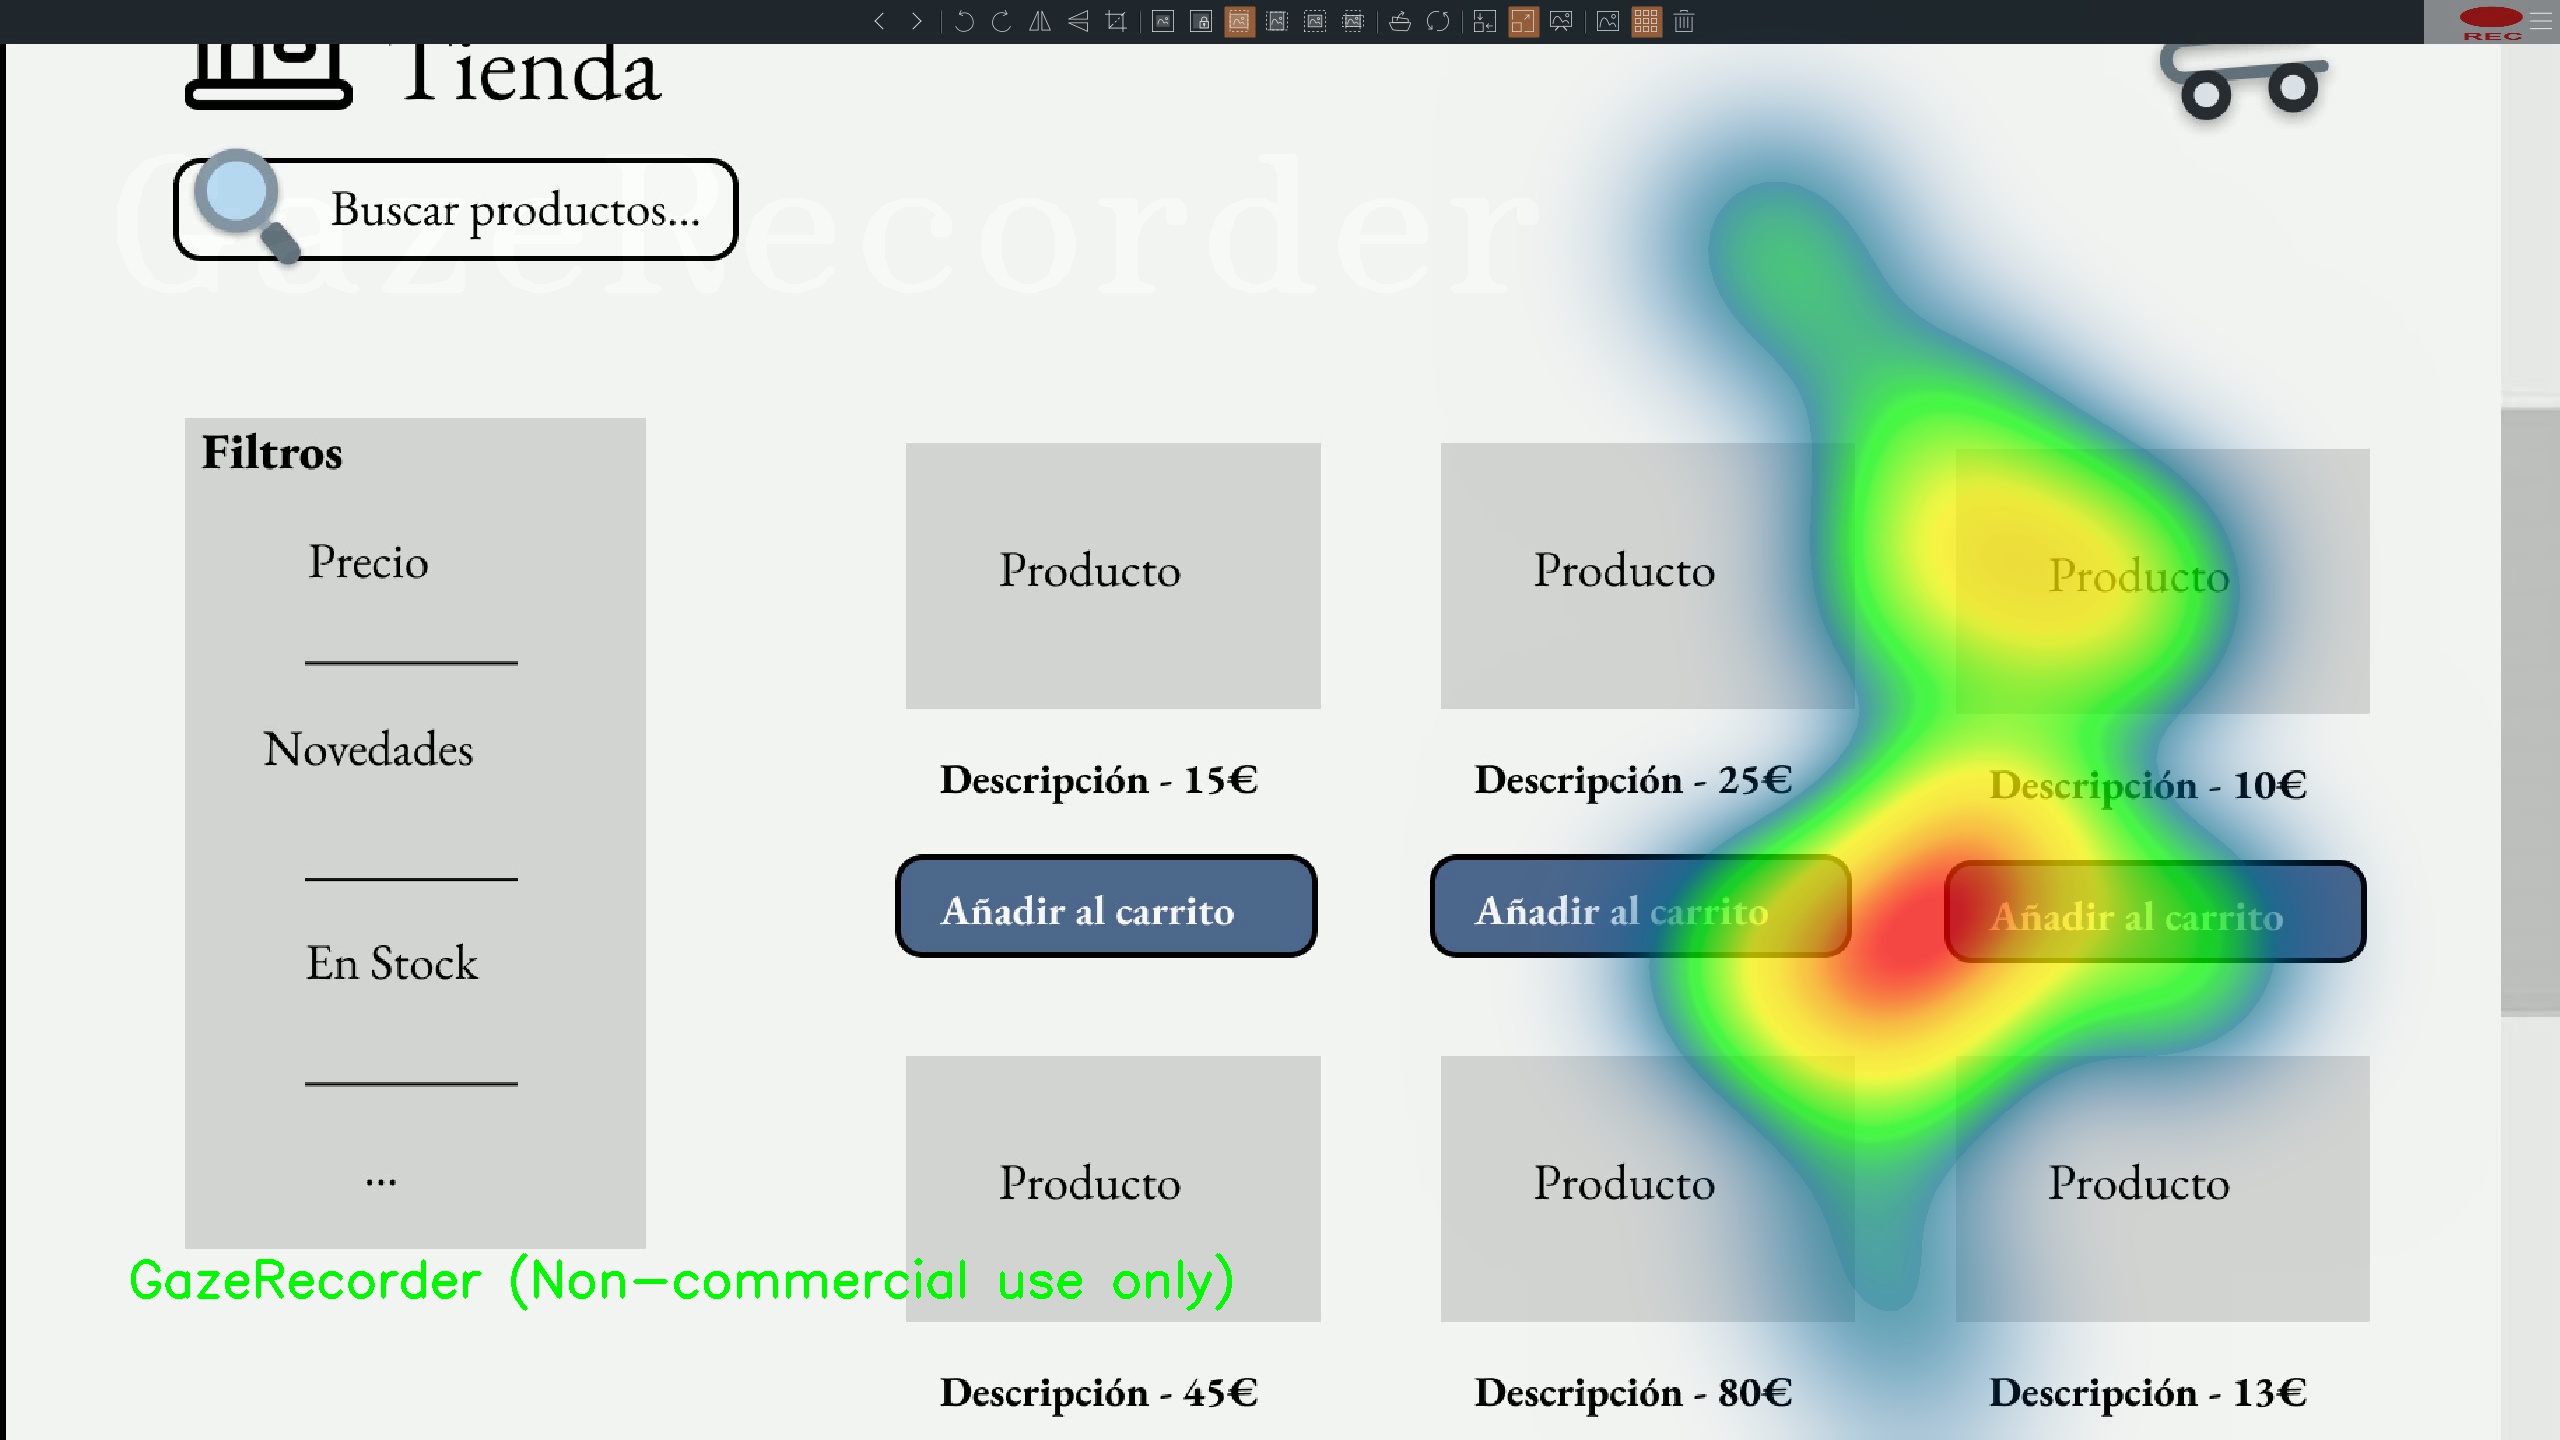 REC
Tienda
GazeRecorder
Buscar productos...
Filtros
Precio
Novedades
En Stock
...
Producto Producto Producto
Descripción - 15€ Descripción - 25€ Descripción - 10€
Añadir al carrito Añadir al carrito Añadir al carrito
Producto Producto Producto
GazeRecorder (Non-commercial use only)
Descripción - 45€ Descripción - 80€ Descripción - 13€